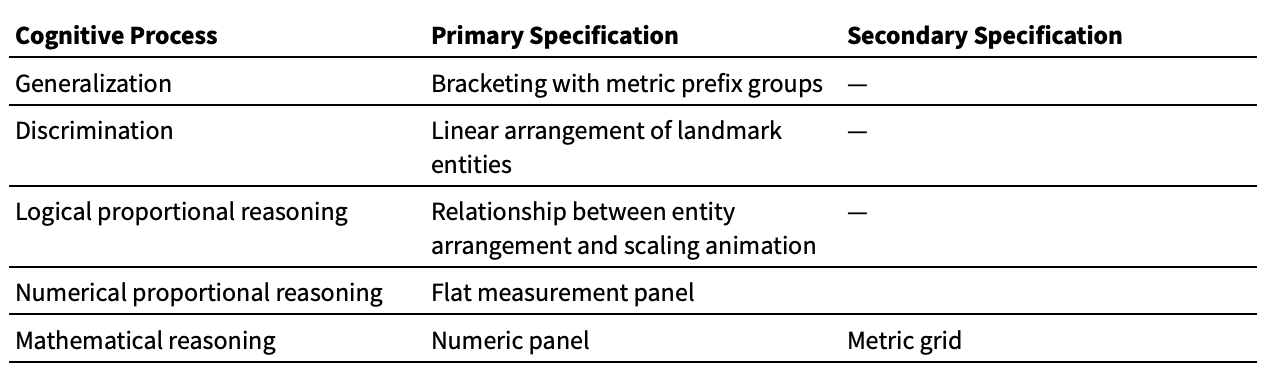 Cognitive Process Primary Specification Secondary Specification
Generalization Bracketing with metric prefix groups —
Discrimination Linear arrangement of landmark —
entities
Logical proportional reasoning Relationship between entity —
arrangement and scaling animation
Numerical proportional reasoning Flat measurement panel
Mathematical reasoning Numeric panel Metric grid